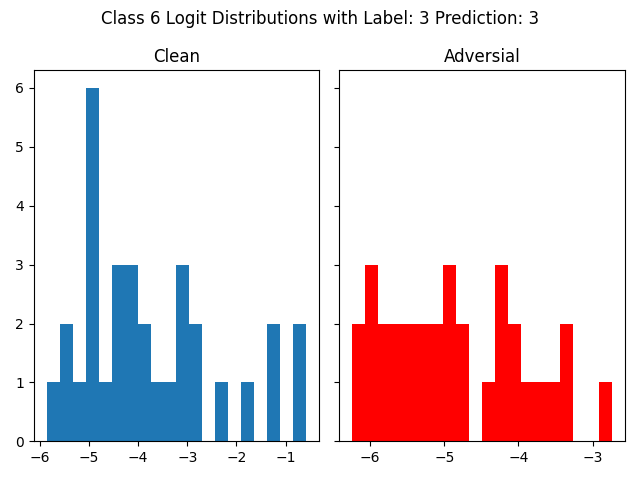 Class 6 Logit Distributions with Label: 3 Prediction: 3
Clean
Adversial
6
5
4
3
2
1
0
−6 −5 −4 −3 −2 −1
−6 −5 −4 −3